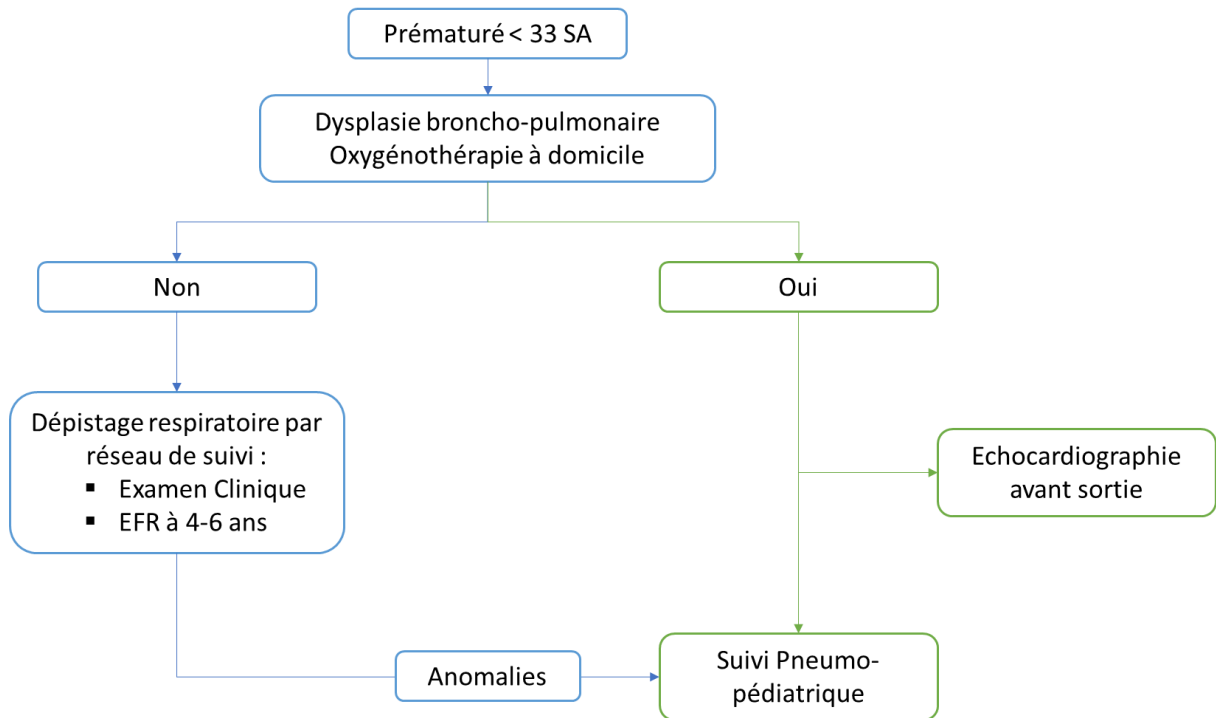 Prématuré < 33 SA
Dysplasie broncho-pulmonaire
Oxygénothérapie à domicile
Non
Oui
Dépistage respiratoire par
réseau de suivi :
▪ Examen Clinique
▪ EFR à 4-6 ans
Echocardiographie
avant sortie
Anomalies
Suivi Pneumo-
pédiatrique